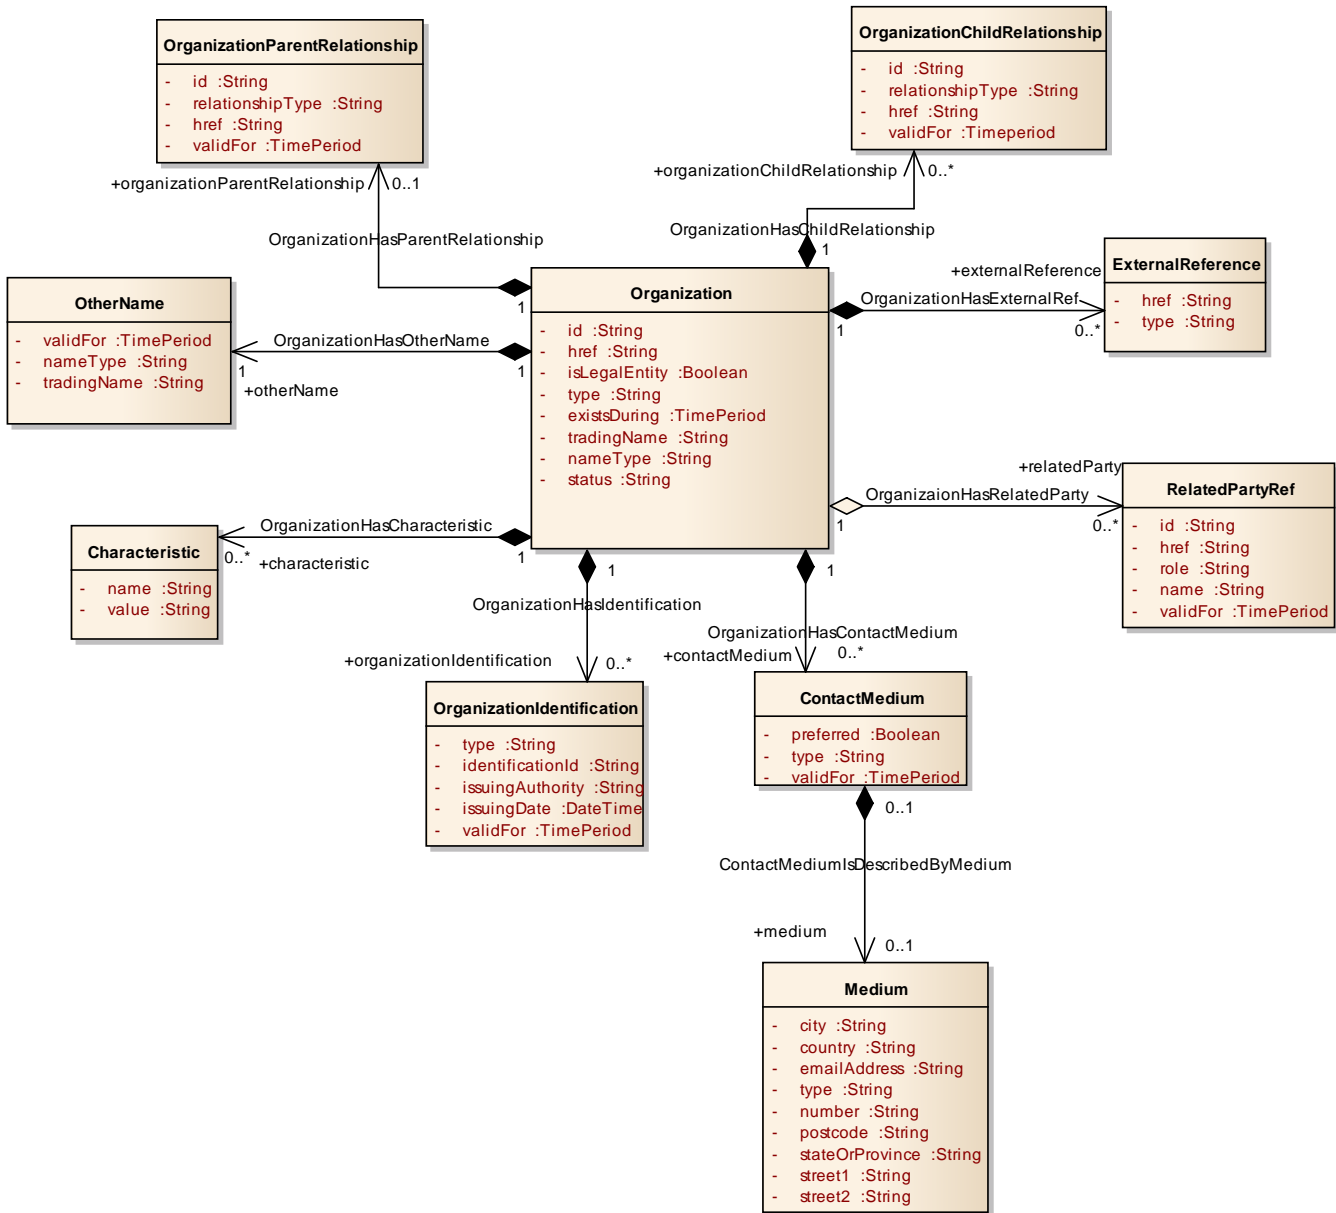 OrganizationParentRelationship
- id :String
- relationshipType :String
- href :String
- validFor :TimePeriod
OrganizationChildRelationship
- id :String
- relationshipType :String
- href :String
- validFor :Timeperiod
+organizationParentRelationship 0..1
+organizationChildRelationship 0..*
OrganizationHasParentRelationship
1
OrganizationHasChildRelationship
1
ExternalReference
- href :String
- type :String
+externalReference
OrganizationHasExternalRef
1
0..*
OtherName
- validFor :TimePeriod
- nameType :String
- tradingName :String
OrganizationHasOtherName
1
1
+otherName
Organization
- id :String
- href :String
- isLegalEntity :Boolean
- type :String
- existsDuring :TimePeriod
- tradingName :String
- nameType :String
- status :String
+relatedParty
OrganizaionHasRelatedParty
1
0..*
RelatedPartyRef
- id :String
- href :String
- role :String
- name :String
- validFor :TimePeriod
Characteristic
- name :String
- value :String
OrganizationHasCharacteristic
0..*
+characteristic
1
1
OrganizationHasIdentification
+organizationIdentification 0..*
1
OrganizationHasContactMedium
+contactMedium 0..*
OrganizationIdentification
- type :String
- identificationId :String
- issuingAuthority :String
- issuingDate :DateTime
- validFor :TimePeriod
ContactMedium
- preferred :Boolean
- type :String
- validFor :TimePeriod
0..1
ContactMediumIsDescribedByMedium
+medium
0..1
Medium
- city :String
- country :String
- emailAddress :String
- type :String
- number :String
- postcode :String
- stateOrProvince :String
- street1 :String
- street2 :String